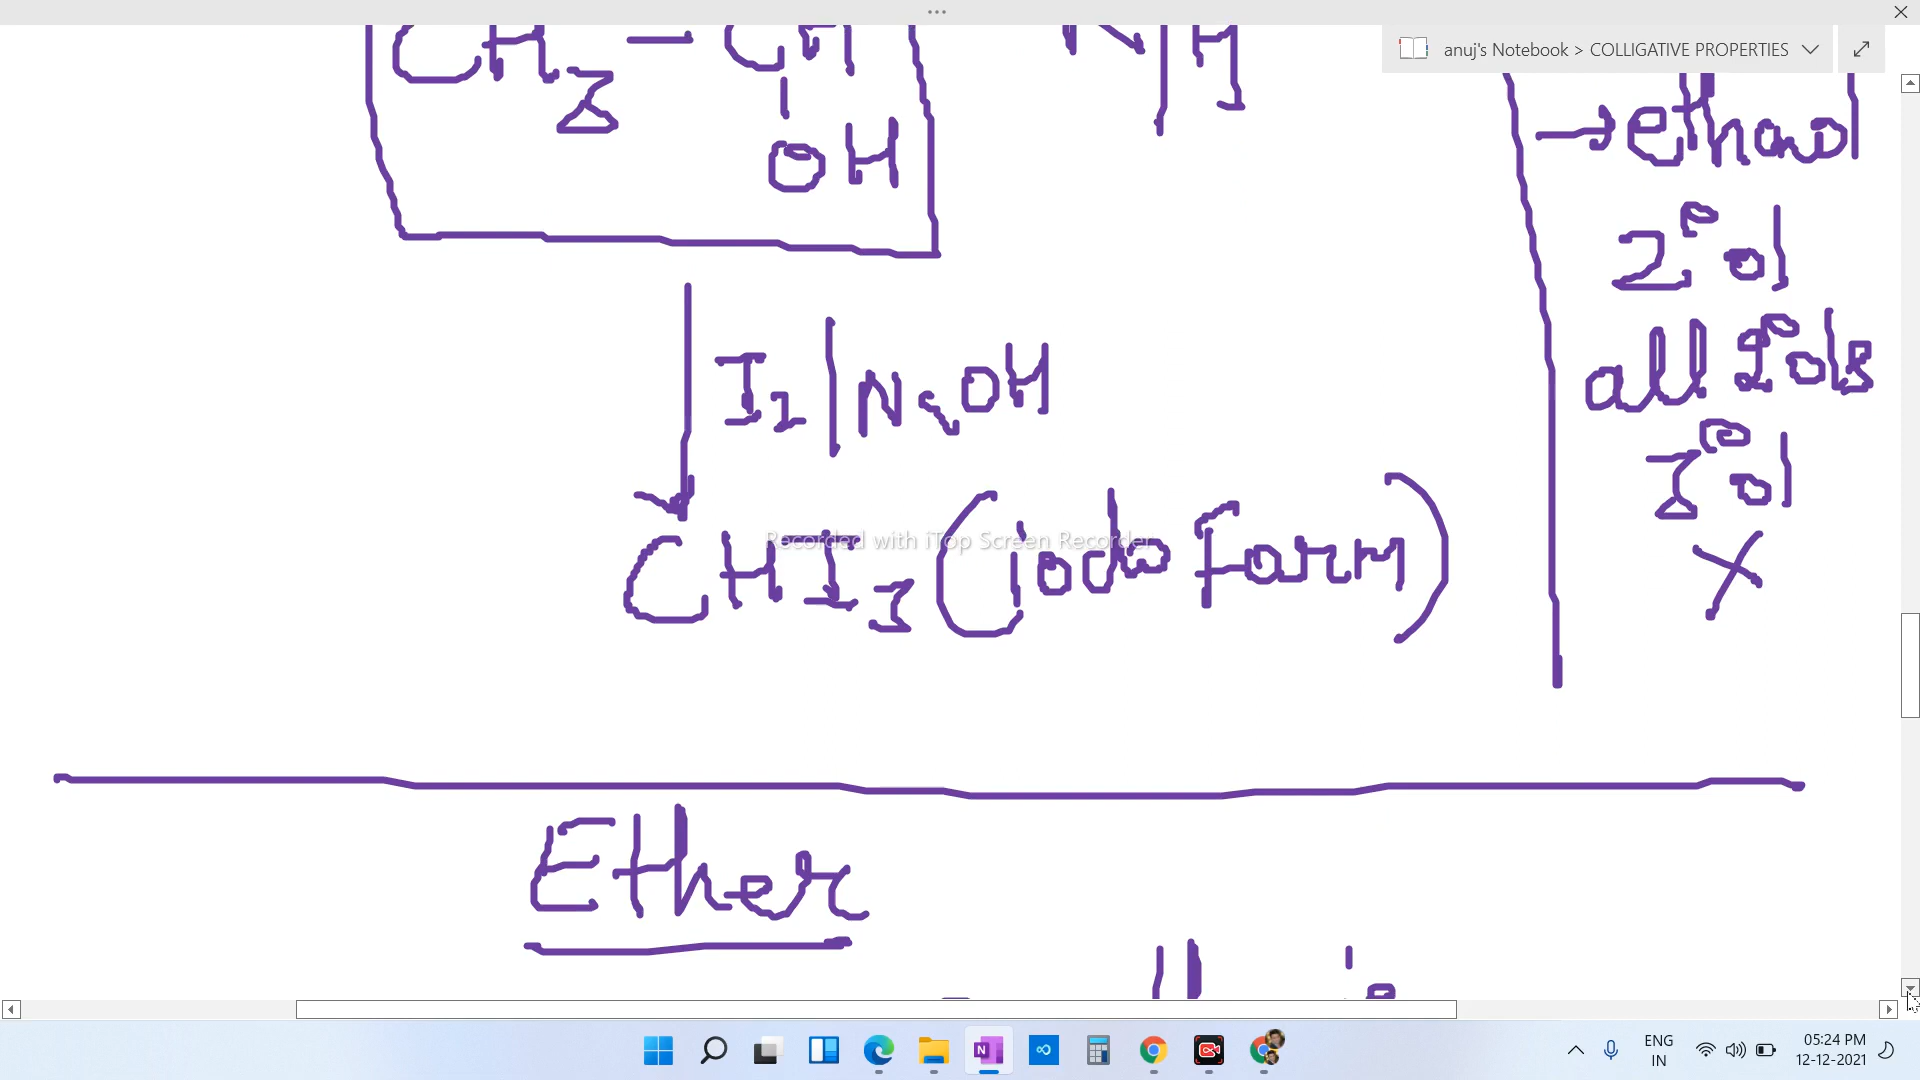 anuj's Notebook > COLLIGATIVE PROPERTIES
CH3 — CH
OH
→ ethanol
2° ol
I2 | NaOH
all 2° ols
3° ol
CHI3 (iodoform)
Recorded with iTop Screen Recorder
Ether
ENG
IN
05:24 PM
12-12-2021